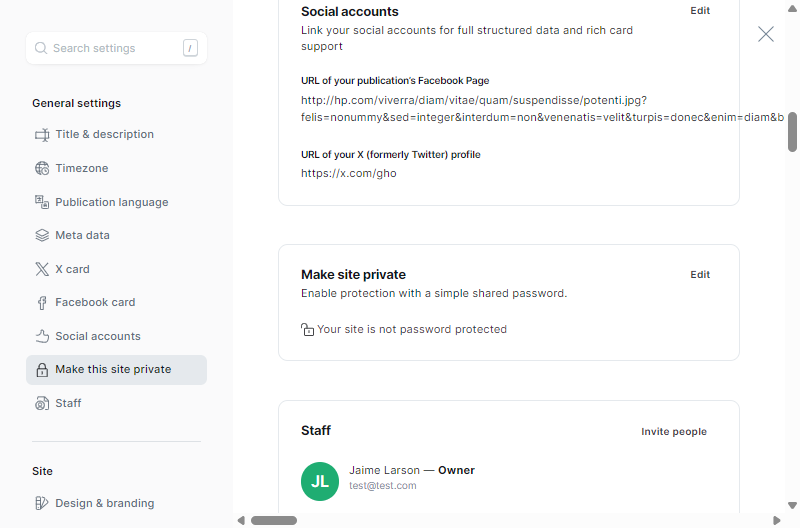 Search settings
/
General settings
Title & description
Timezone
Publication language
Meta data
X card
Facebook card
Social accounts
Make this site private
Staff
Site
Design & branding
Social accounts
Edit
Link your social accounts for full structured data and rich card
support
URL of your publication's Facebook Page
http://hp.com/viverra/diam/vitae/quam/suspendisse/potenti.jpg?
felis=nonummy&sed=integer&interdum=non&venenatis=velit&turpis=donec&enim=diam&b
URL of your X (formerly Twitter) profile
https://x.com/gho
Make site private
Edit
Enable protection with a simple shared password.
Your site is not password protected
Staff
Invite people
JL
Jaime Larson — Owner
test@test.com